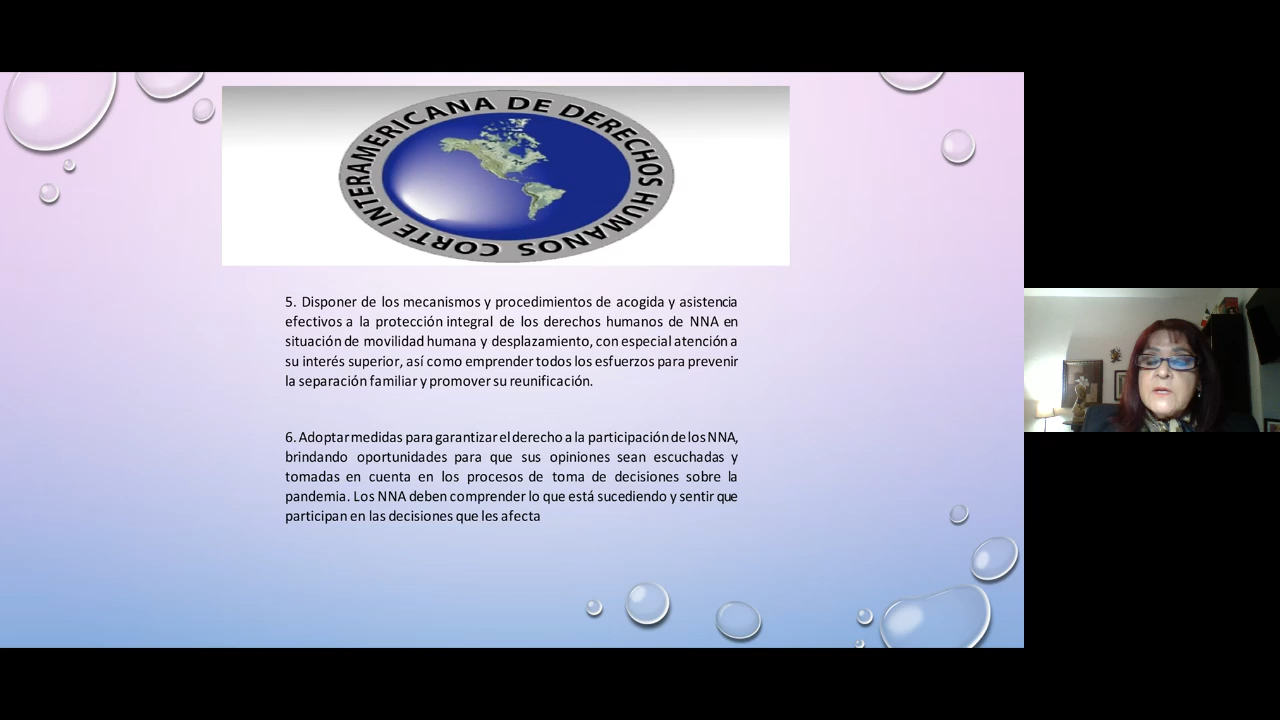 CORTE INTERAMERICANA DE DERECHOS HUMANOS
5. Disponer de los mecanismos y procedimientos de acogida y asistencia
efectivos a la protección integral de los derechos humanos de NNA en
situación de movilidad humana y desplazamiento, con especial atención a
su interés superior, así como emprender todos los esfuerzos para prevenir
la separación familiar y promover su reunificación.
6. Adoptar medidas para garantizar el derecho a la participación de los NNA,
brindando oportunidades para que sus opiniones sean escuchadas y
tomadas en cuenta en los procesos de toma de decisiones sobre la
pandemia. Los NNA deben comprender lo que está sucediendo y sentir que
participan en las decisiones que les afecta